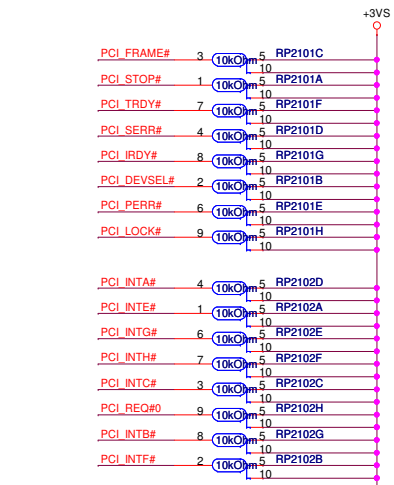 +3VS
PCI_FRAME# 3 10kOhm 5 RP2101C
10
PCI_STOP# 1 10kOhm 5 RP2101A
10
PCI_TRDY# 7 10kOhm 5 RP2101F
10
PCI_SERR# 4 10kOhm 5 RP2101D
10
PCI_IRDY# 8 10kOhm 5 RP2101G
10
PCI_DEVSEL# 2 10kOhm 5 RP2101B
10
PCI_PERR# 6 10kOhm 5 RP2101E
10
PCI_LOCK# 9 10kOhm 5 RP2101H
10
PCI_INTA# 4 10kOhm 5 RP2102D
10
PCI_INTE# 1 10kOhm 5 RP2102A
10
PCI_INTG# 6 10kOhm 5 RP2102E
10
PCI_INTH# 7 10kOhm 5 RP2102F
10
PCI_INTC# 3 10kOhm 5 RP2102C
10
PCI_REQ#0 9 10kOhm 5 RP2102H
10
PCI_INTB# 8 10kOhm 5 RP2102G
10
PCI_INTF# 2 10kOhm 5 RP2102B
10